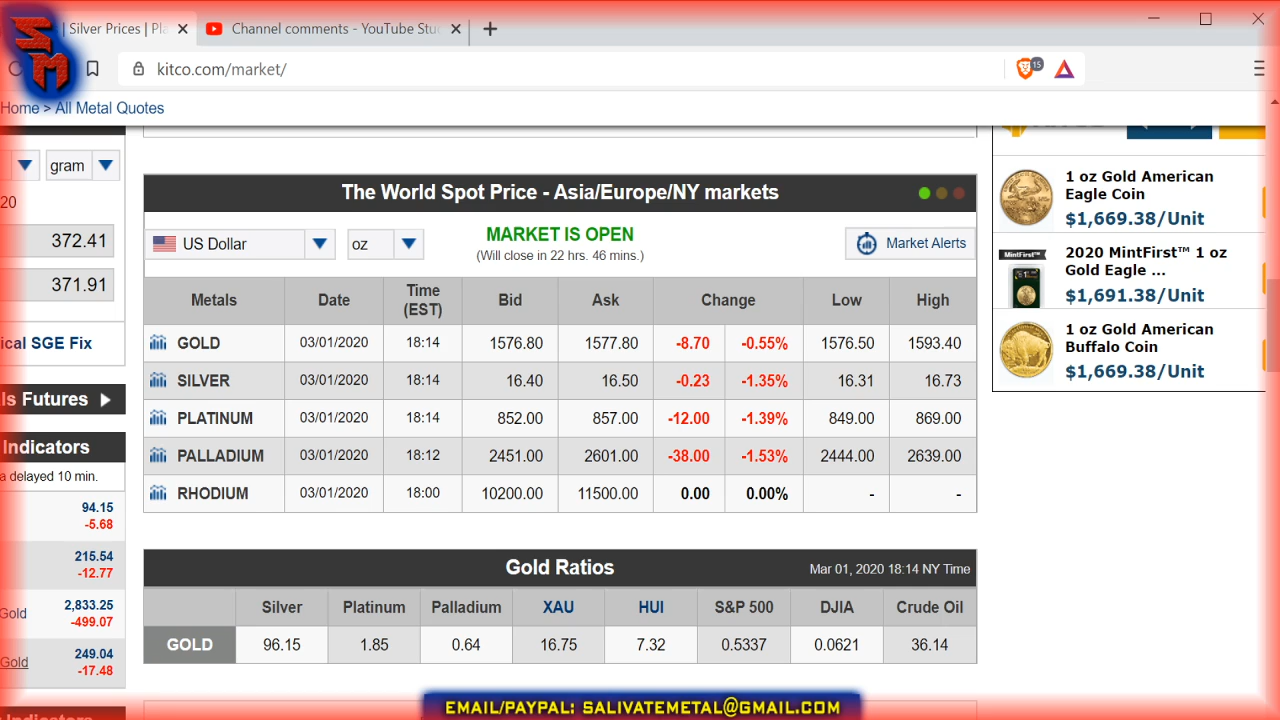 SM
| Silver Prices | Pla
Channel comments - YouTube Stu
kitco.com/market/
15
Home > All Metal Quotes
gram
20
372.41
371.91
ical SGE Fix
ls Futures
Indicators
a delayed 10 min.
94.15
-5.68
215.54
-12.77
Gold 2,833.25
-499.07
Gold 249.04
-17.48
Indicators
The World Spot Price - Asia/Europe/NY markets
US Dollar
oz
MARKET IS OPEN
(Will close in 22 hrs. 46 mins.)
Market Alerts
Metals Date Time (EST) Bid Ask Change Low High
GOLD 03/01/2020 18:14 1576.80 1577.80 -8.70 -0.55% 1576.50 1593.40
SILVER 03/01/2020 18:14 16.40 16.50 -0.23 -1.35% 16.31 16.73
PLATINUM 03/01/2020 18:14 852.00 857.00 -12.00 -1.39% 849.00 869.00
PALLADIUM 03/01/2020 18:12 2451.00 2601.00 -38.00 -1.53% 2444.00 2639.00
RHODIUM 03/01/2020 18:00 10200.00 11500.00 0.00 0.00% - -
Gold Ratios
Mar 01, 2020 18:14 NY Time
Silver Platinum Palladium XAU HUI S&P 500 DJIA Crude Oil
GOLD 96.15 1.85 0.64 16.75 7.32 0.5337 0.0621 36.14
1 oz Gold American
Eagle Coin
$1,669.38/Unit
MintFirst™
2020 MintFirst™ 1 oz
Gold Eagle ...
$1,691.38/Unit
1 oz Gold American
Buffalo Coin
$1,669.38/Unit
EMAIL/PAYPAL: SALIVATEMETAL@GMAIL.COM